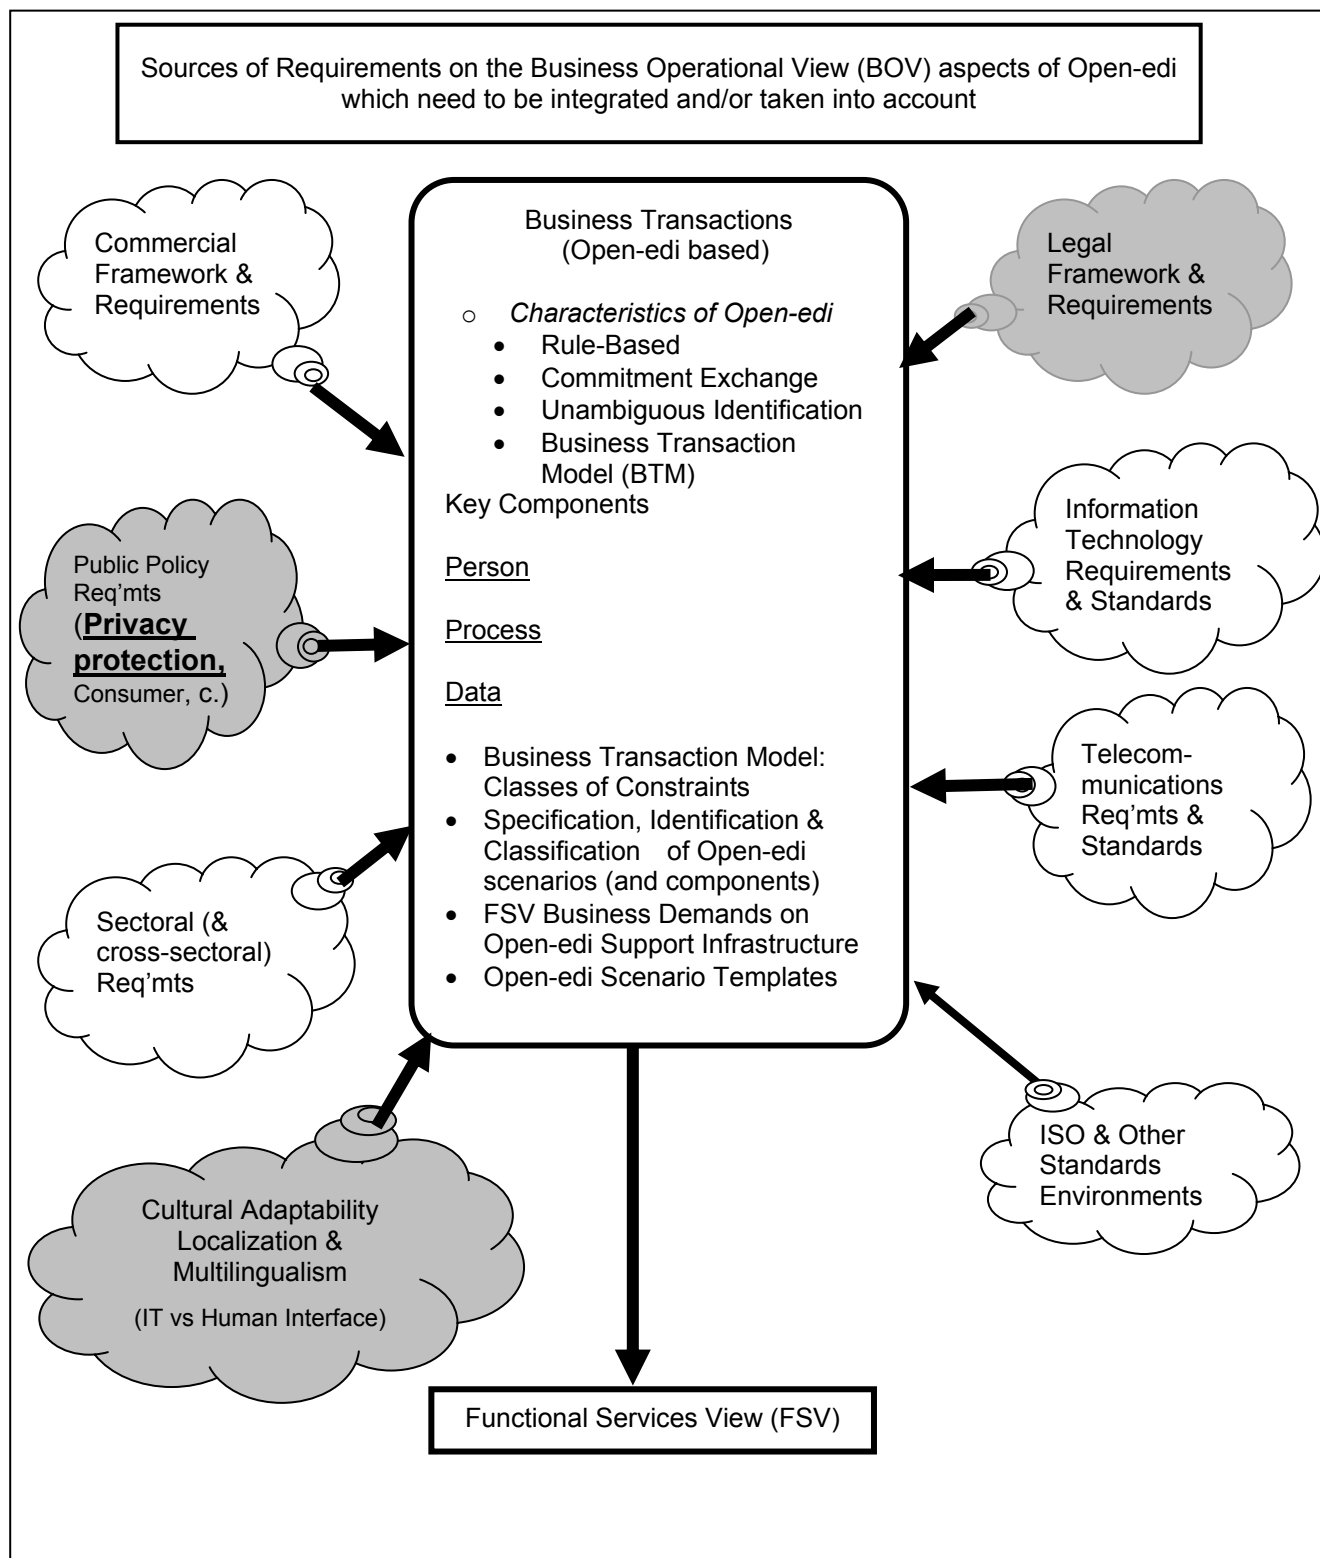 Sources of Requirements on the Business Operational View (BOV) aspects of Open-edi
which need to be integrated and/or taken into account
Commercial
Framework &
Requirements
Public Policy
Req'mts
(Privacy
protection,
Consumer, c.)
Sectoral (&
cross-sectoral)
Req'mts
Cultural Adaptability
Localization &
Multilingualism
(IT vs Human Interface)
Business Transactions
(Open-edi based)
○ Characteristics of Open-edi
• Rule-Based
• Commitment Exchange
• Unambiguous Identification
• Business Transaction
Model (BTM)
Key Components
Person
Process
Data
• Business Transaction Model:
Classes of Constraints
• Specification, Identification &
Classification of Open-edi
scenarios (and components)
• FSV Business Demands on
Open-edi Support Infrastructure
• Open-edi Scenario Templates
Legal
Framework &
Requirements
Information
Technology
Requirements
& Standards
Telecom-
munications
Req'mts &
Standards
ISO & Other
Standards
Environments
Functional Services View (FSV)